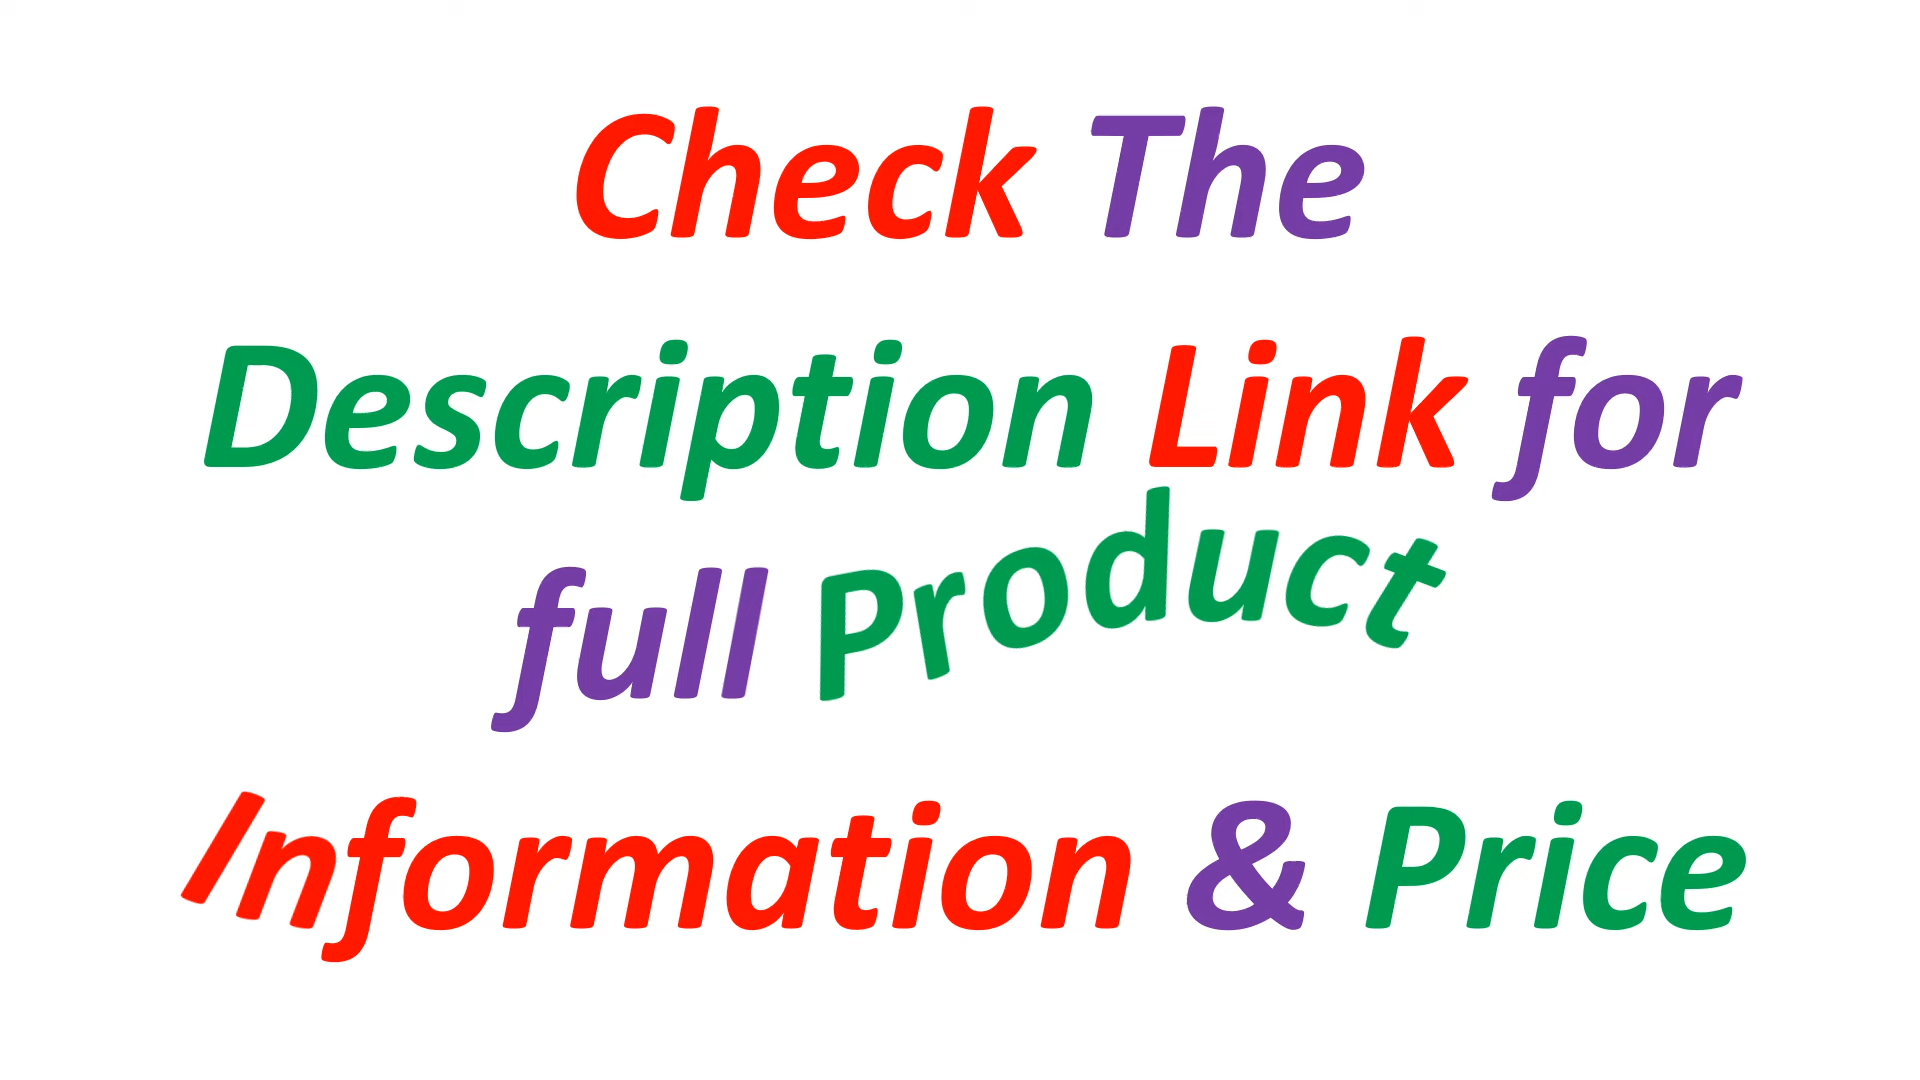 Check The
Description Link for
full Product
Information & Price